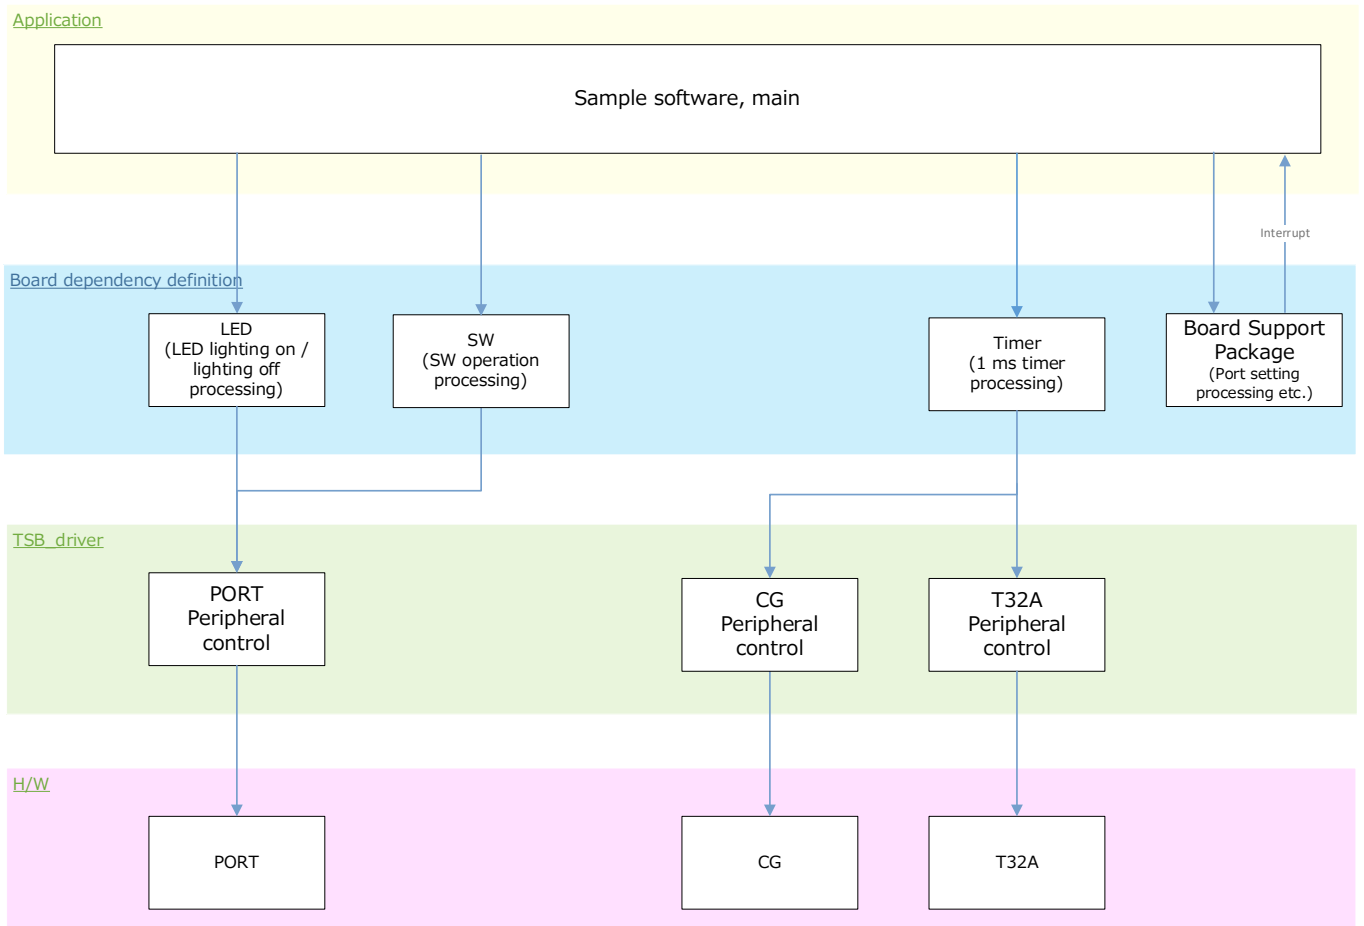 Application
Sample software, main
Interrupt
Board dependency definition
LED
(LED lighting on /
lighting off
processing)
SW
(SW operation
processing)
Timer
(1 ms timer
processing)
Board Support
Package
(Port setting
processing etc.)
TSB_driver
PORT
Peripheral
control
CG
Peripheral
control
T32A
Peripheral
control
H/W
PORT
CG
T32A